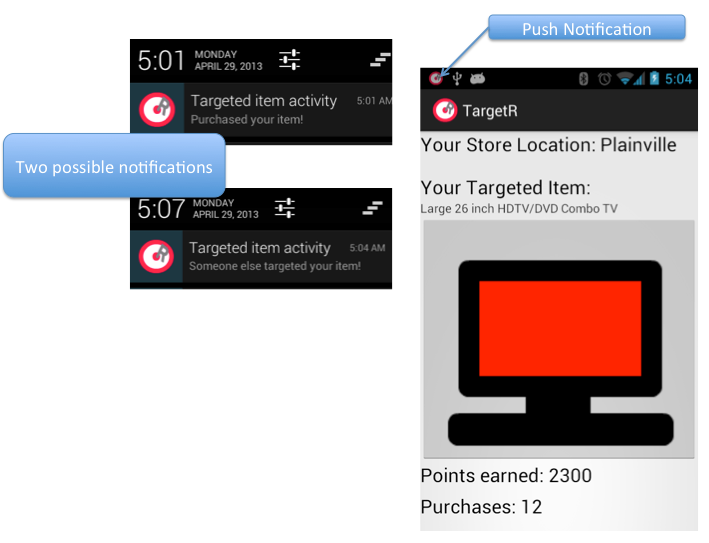 Push Notification
5:01 MONDAY
APRIL 29, 2013
Targeted item activity 5:01 AM
Purchased your item!
Two possible notifications
5:07 MONDAY
APRIL 29, 2013
Targeted item activity 5:04 AM
Someone else targeted your item!
5:04
TargetR
Your Store Location: Plainville
Your Targeted Item:
Large 26 inch HDTV/DVD Combo TV
Points earned: 2300
Purchases: 12